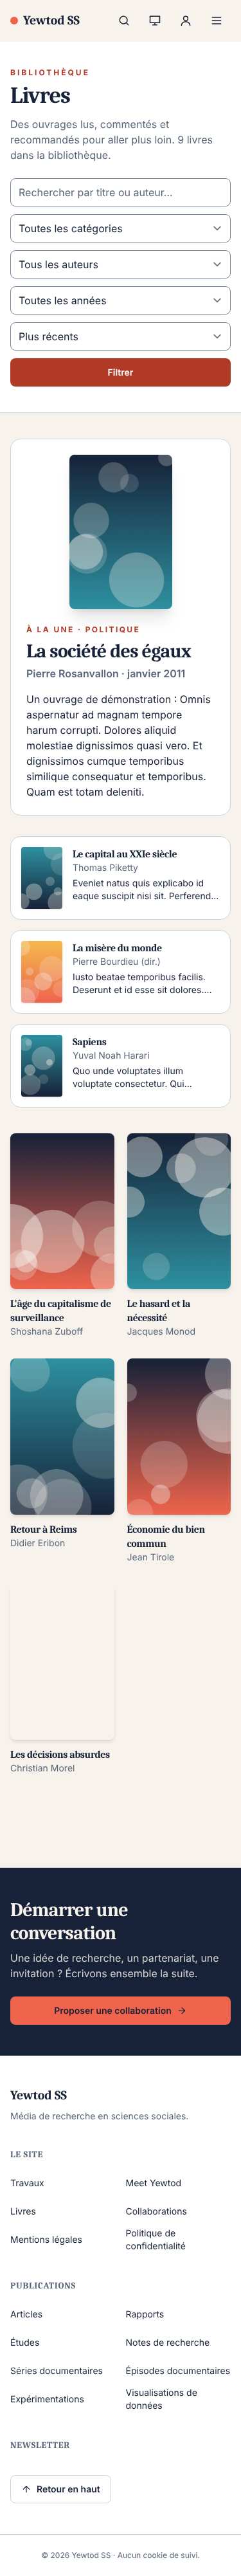 Yewtod SS
BIBLIOTHÈQUE
Livres
Des ouvrages lus, commentés et
recommandés pour aller plus loin. 9 livres
dans la bibliothèque.
Rechercher par titre ou auteur...
Toutes les catégories
Tous les auteurs
Toutes les années
Plus récents
Filtrer
À LA UNE · POLITIQUE
La société des égaux
Pierre Rosanvallon · janvier 2011
Un ouvrage de démonstration : Omnis
aspernatur ad magnam tempore
harum corrupti. Dolores aliquid
molestiae dignissimos quasi vero. Et
dignissimos cumque temporibus
similique consequatur et temporibus.
Quam est totam deleniti.
Le capital au XXIe siècle
Thomas Piketty
Eveniet natus quis explicabo id
eaque suscipit nisi sit. Perferend...
La misère du monde
Pierre Bourdieu (dir.)
Iusto beatae temporibus facilis.
Deserunt et id esse sit dolores....
Sapiens
Yuval Noah Harari
Quo unde voluptates illum
voluptate consectetur. Qui...
L'âge du capitalisme de
surveillance
Shoshana Zuboff
Le hasard et la
nécessité
Jacques Monod
Retour à Reims
Didier Eribon
Économie du bien
commun
Jean Tirole
Les décisions absurdes
Christian Morel
Démarrer une
conversation
Une idée de recherche, un partenariat, une
invitation ? Écrivons ensemble la suite.
Proposer une collaboration
Yewtod SS
Média de recherche en sciences sociales.
LE SITE
Travaux
Meet Yewtod
Livres
Collaborations
Mentions légales
Politique de
confidentialité
PUBLICATIONS
Articles
Rapports
Études
Notes de recherche
Séries documentaires
Épisodes documentaires
Expérimentations
Visualisations de
données
NEWSLETTER
Retour en haut
© 2026 Yewtod SS · Aucun cookie de suivi.